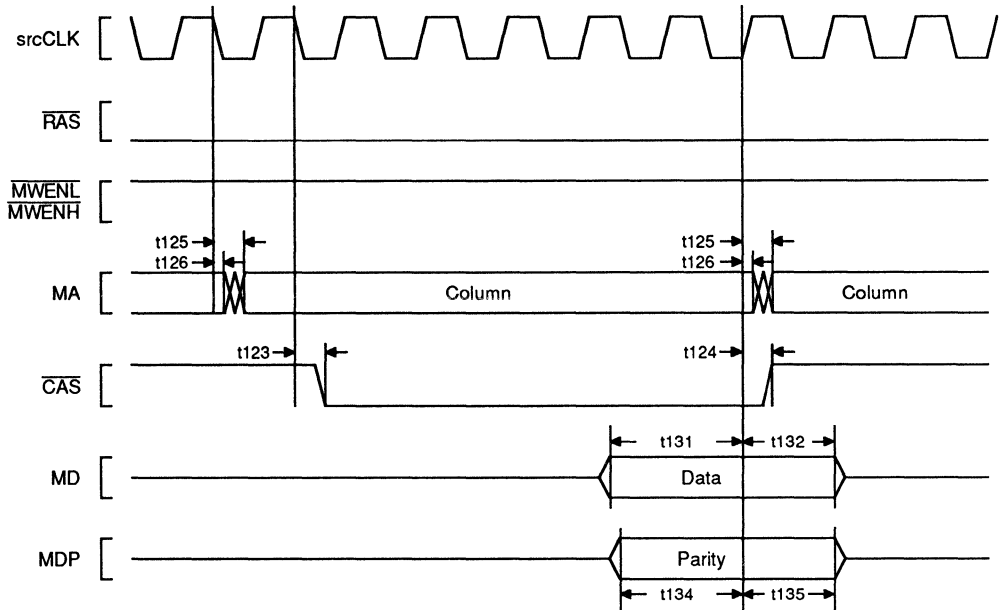 srcCLK
RAS
MWENL
MWENH
t125 t125
t126 t126
MA Column Column
t123 t124
CAS
t131 t132
MD Data
MDP Parity
t134 t135